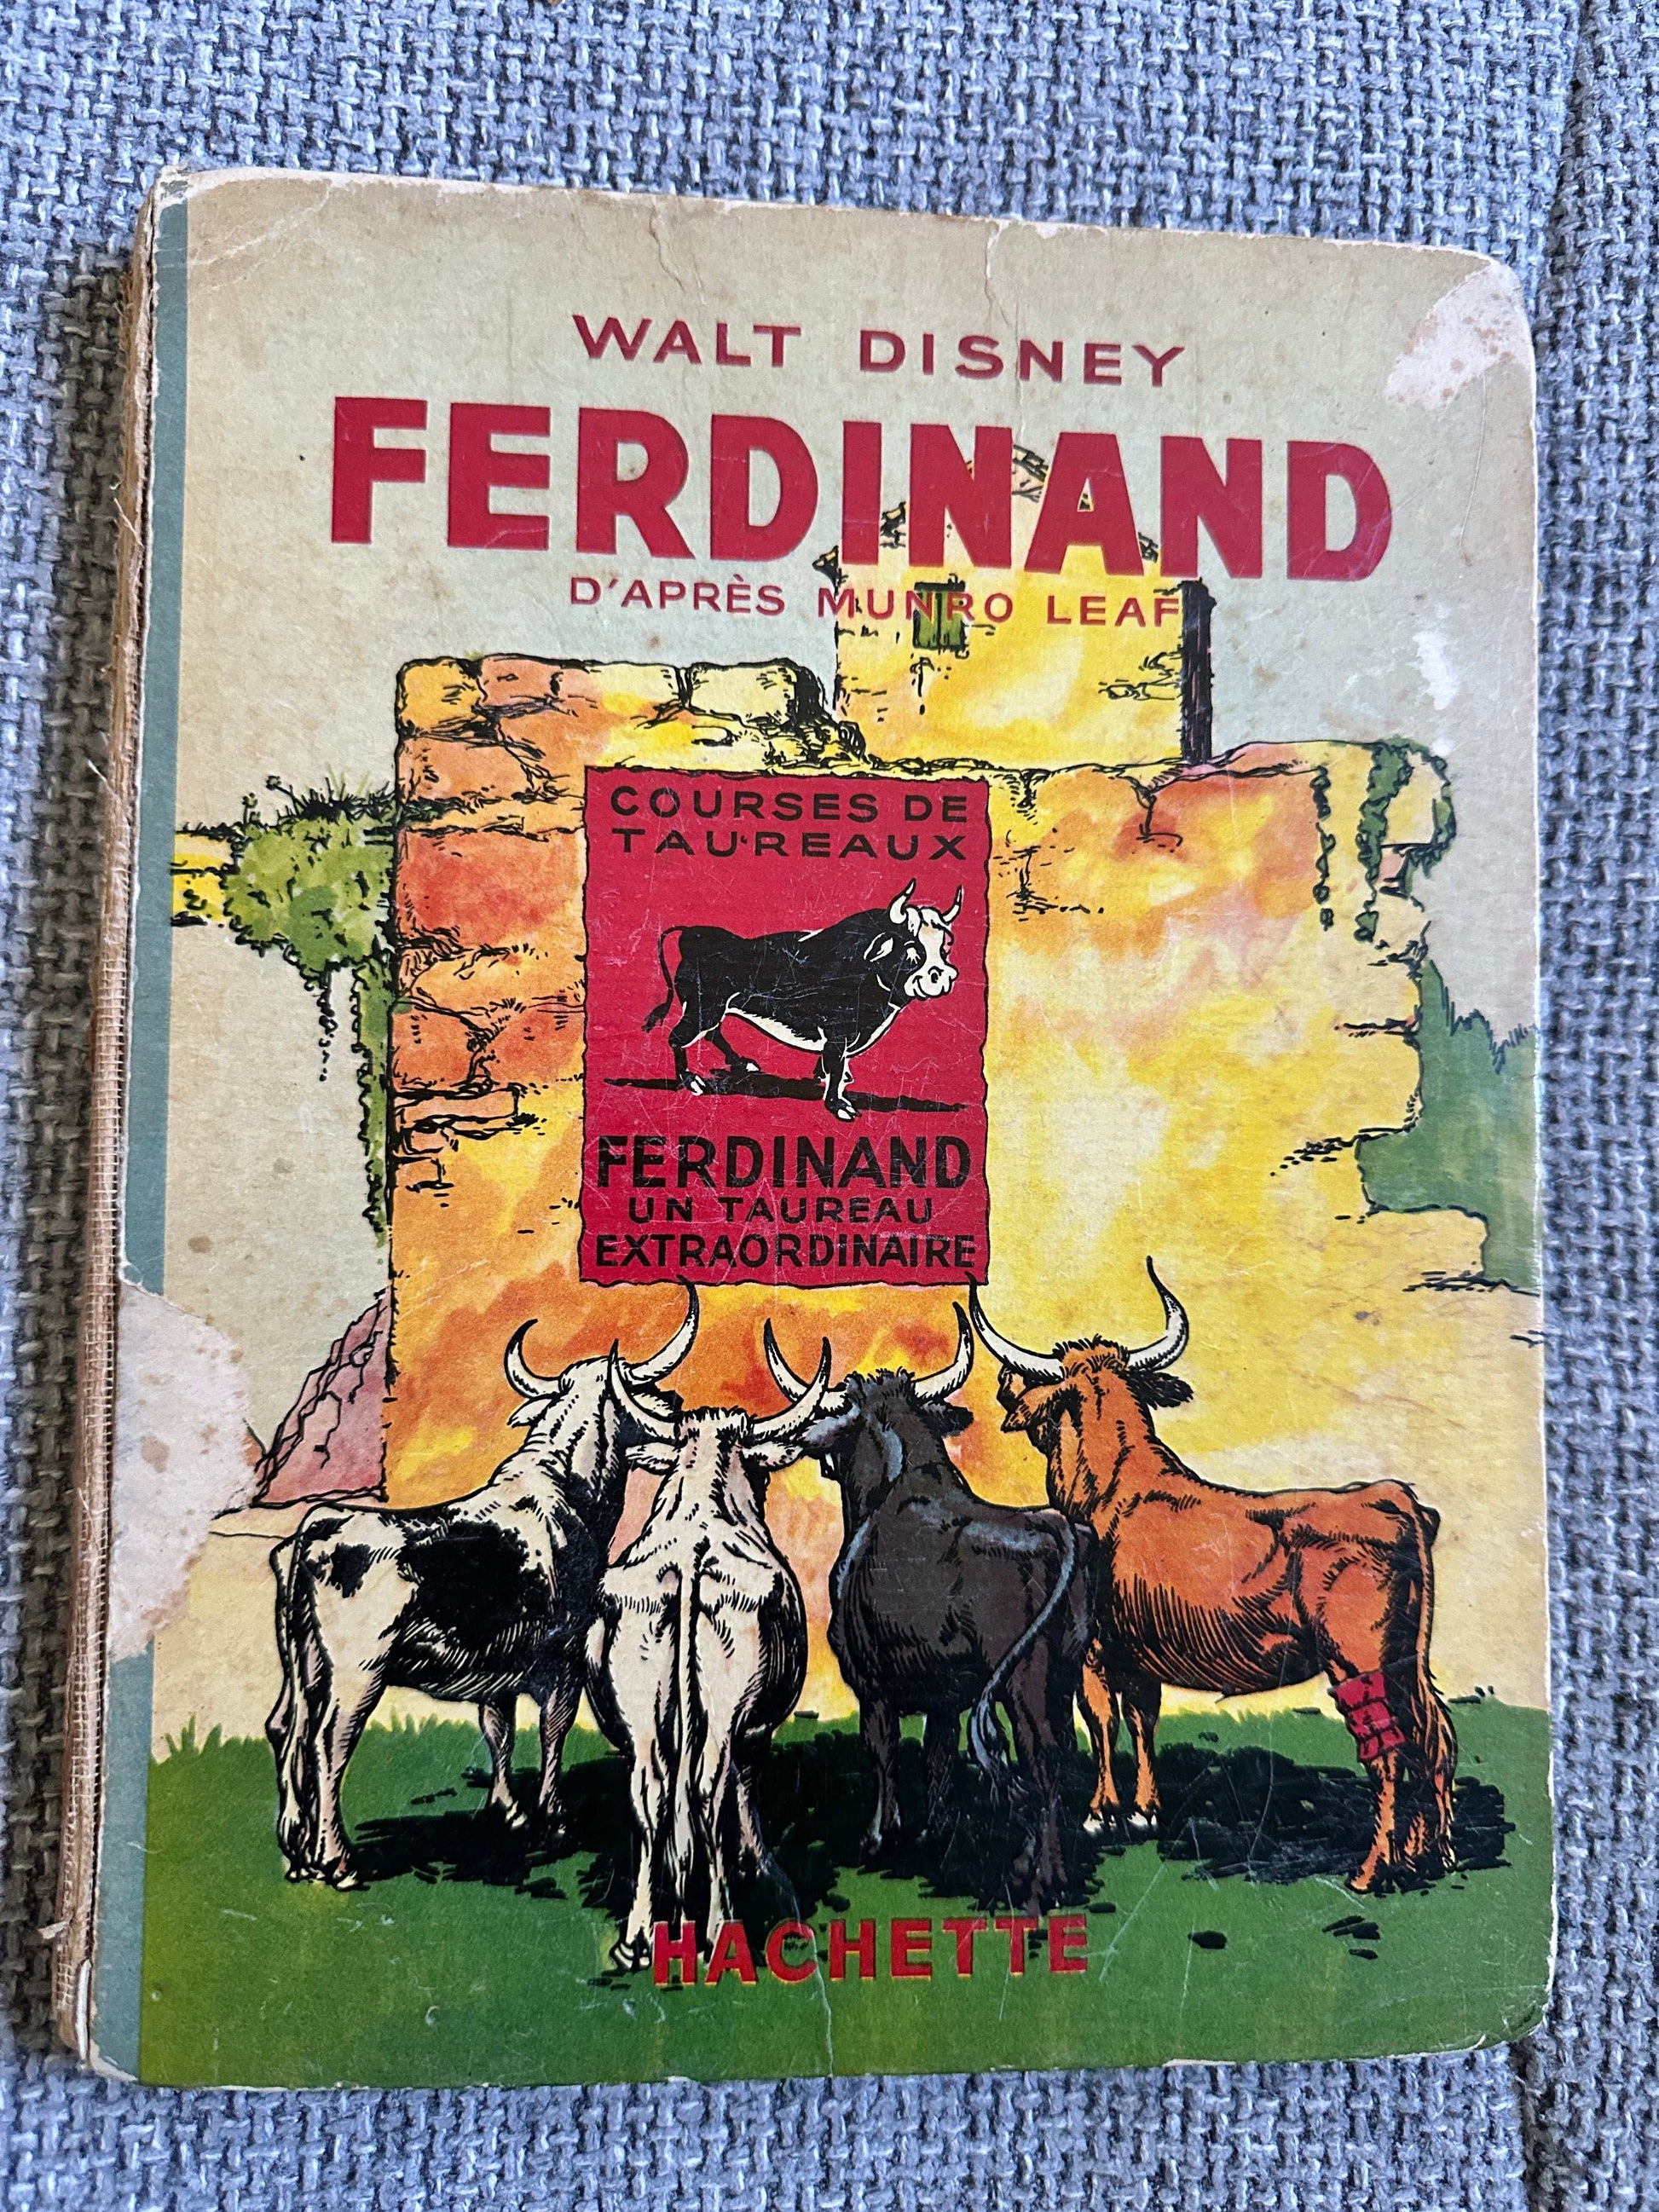 WALT DISNEY
FERDINAND
D'APRÈS MUNRO LEAF
COURSES DE
TAUREAUX
FERDINAND
UN TAUREAU
EXTRAORDINAIRE
HACHETTE